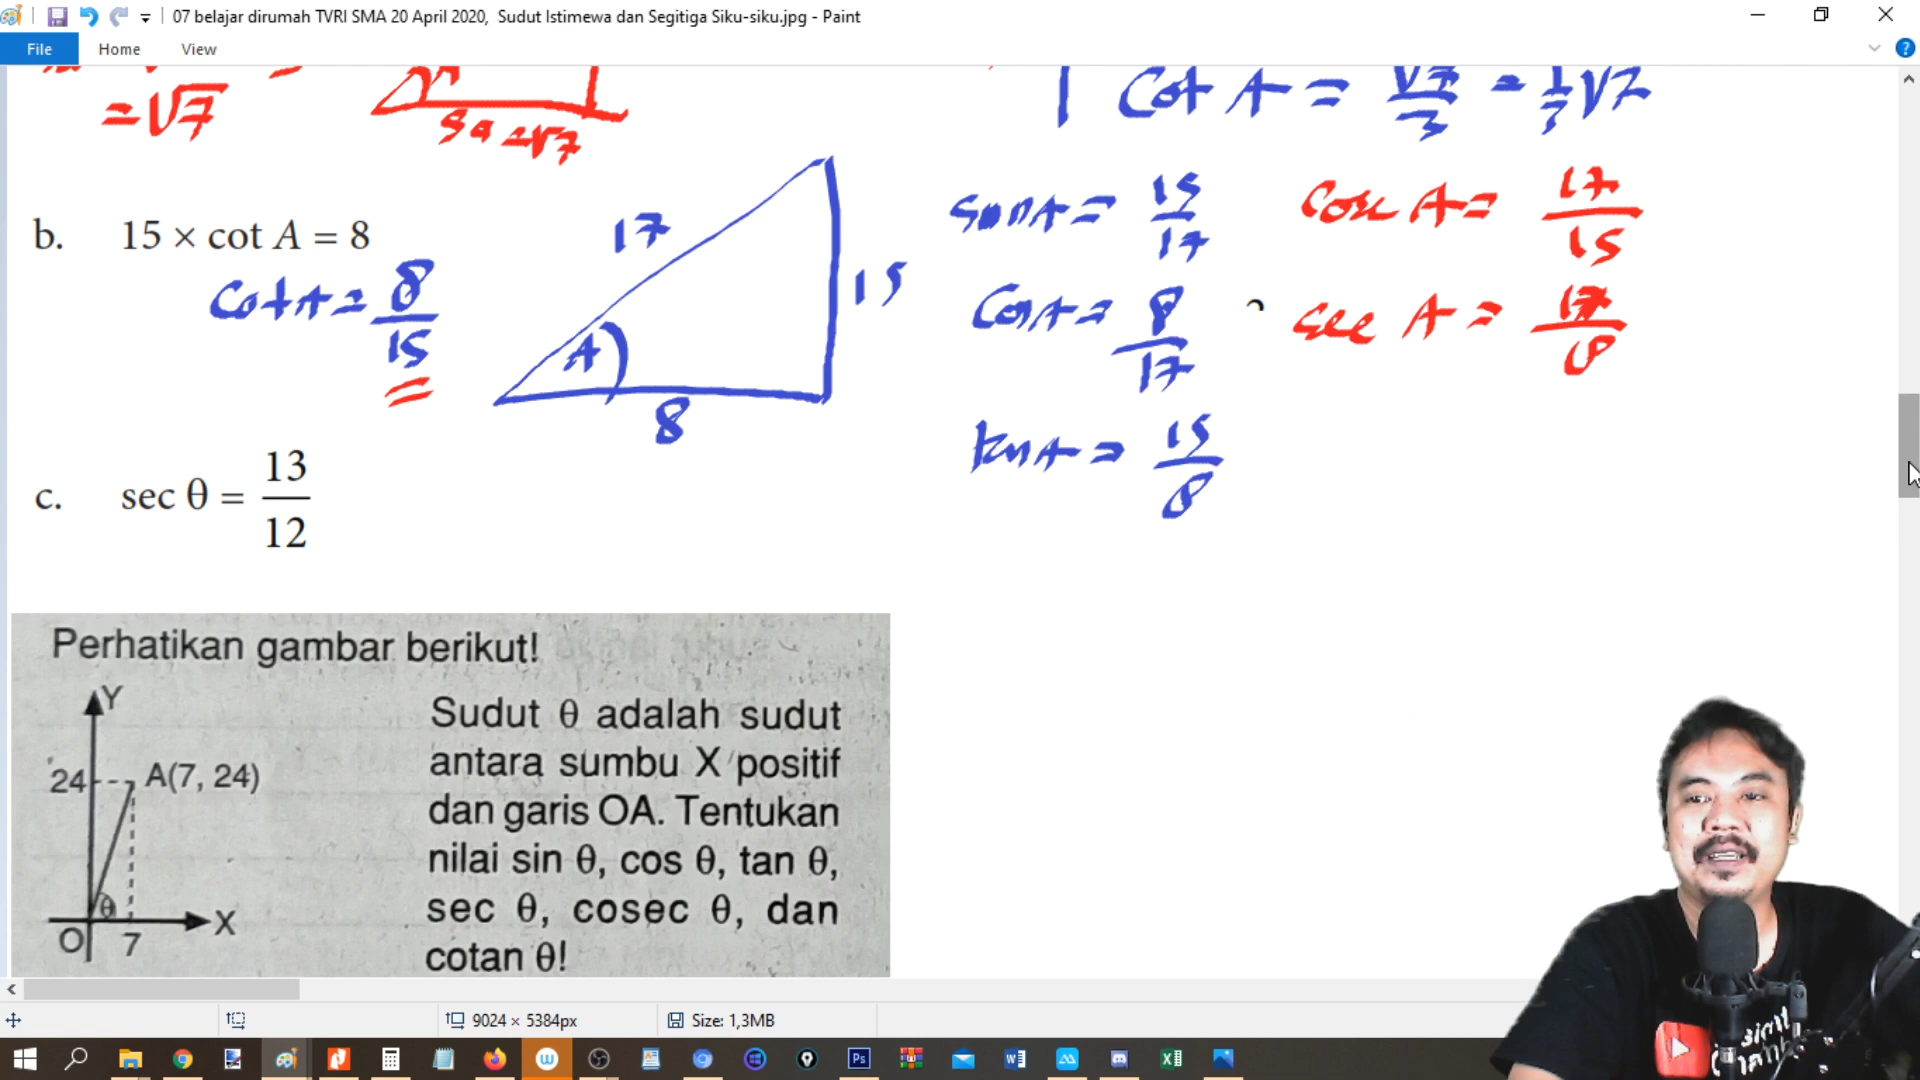 07 belajar dirumah TVRI SMA 20 April 2020, Sudut Istimewa dan Segitiga Siku-siku.jpg - Paint
File Home View
= √7
sa = √7
Cot A = √7/3 = 1/3 √7
b. 15 × cot A = 8
Cot A = 8/15
17
15
A
8
sin A = 15/17
cosec A = 17/15
Cos A = 8/17
sec A = 17/8
tan A = 15/8
c. sec θ = 13/12
Perhatikan gambar berikut!
Y
24
A(7, 24)
θ
X
O
7
Sudut θ adalah sudut
antara sumbu X positif
dan garis OA. Tentukan
nilai sin θ, cos θ, tan θ,
sec θ, cosec θ, dan
cotan θ!
9024 × 5384px
Size: 1,3MB